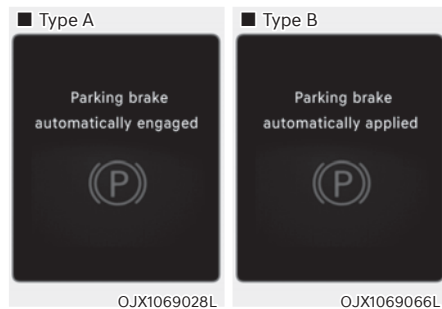 ■ Type A
Parking brake
automatically engaged
(P)
OJX1069028L
■ Type B
Parking brake
automatically applied
(P)
OJX1069066L